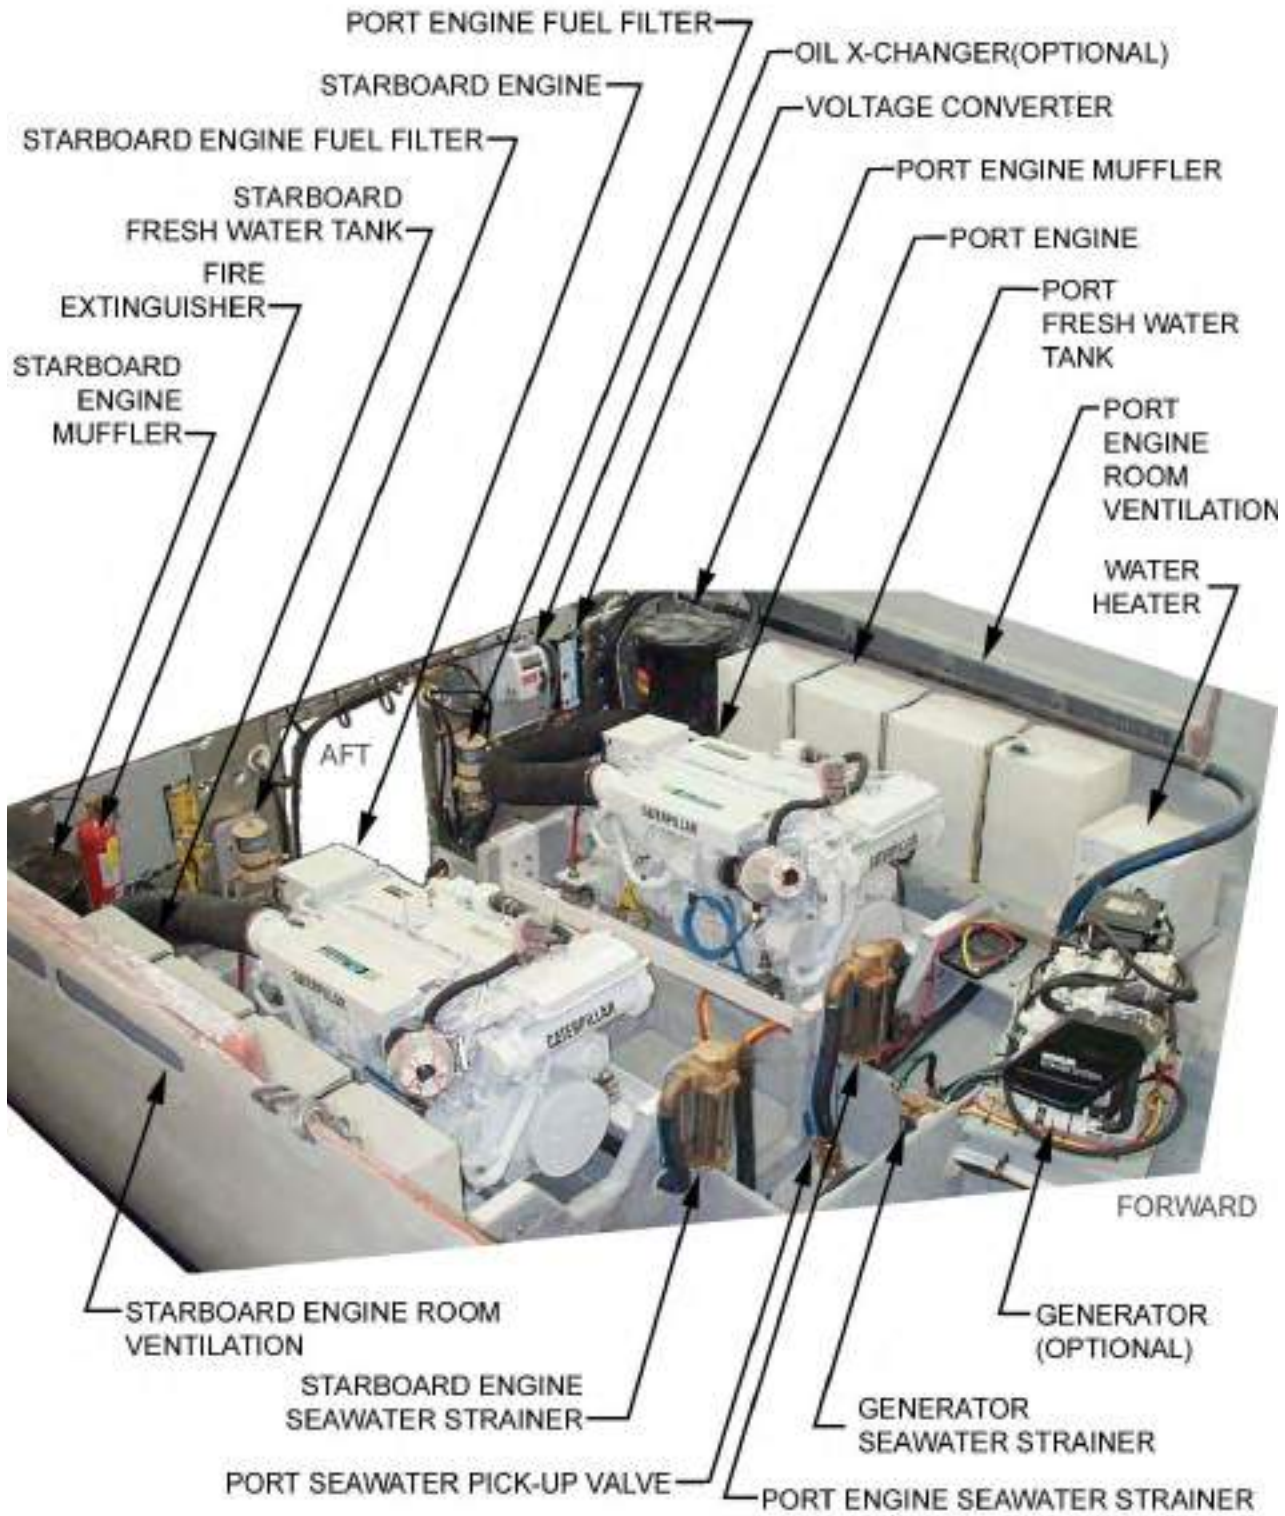 PORT ENGINE FUEL FILTER
OIL X-CHANGER(OPTIONAL)
STARBOARD ENGINE
VOLTAGE CONVERTER
STARBOARD ENGINE FUEL FILTER
PORT ENGINE MUFFLER
STARBOARD
FRESH WATER TANK
PORT ENGINE
FIRE
EXTINGUISHER
PORT
FRESH WATER
TANK
STARBOARD
ENGINE
MUFFLER
PORT
ENGINE
ROOM
VENTILATION
WATER
HEATER
AFT
CATERPILLAR
CATERPILLAR
CATERPILLAR
CATERPILLAR
FORWARD
STARBOARD ENGINE ROOM
VENTILATION
GENERATOR
(OPTIONAL)
STARBOARD ENGINE
SEAWATER STRAINER
GENERATOR
SEAWATER STRAINER
PORT SEAWATER PICK-UP VALVE
PORT ENGINE SEAWATER STRAINER